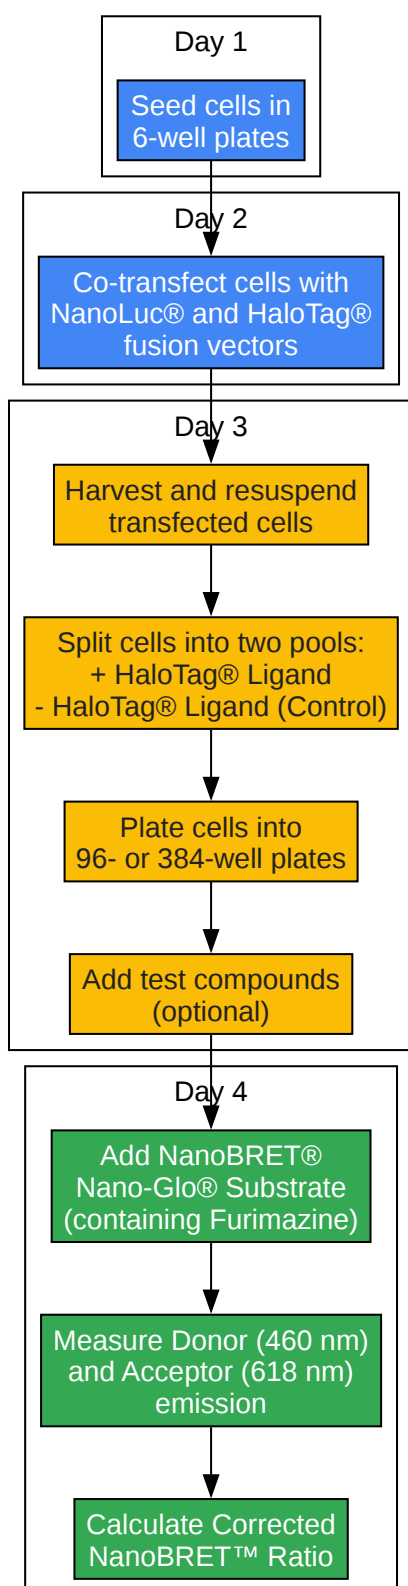 Day 1
Seed cells in
6-well plates
Day 2
Co-transfect cells with
NanoLuc® and HaloTag®
fusion vectors
Day 3
Harvest and resuspend
transfected cells
Split cells into two pools:
+ HaloTag® Ligand
- HaloTag® Ligand (Control)
Plate cells into
96- or 384-well plates
Add test compounds
(optional)
Day 4
Add NanoBRET®
Nano-Glo® Substrate
(containing Furimazine)
Measure Donor (460 nm)
and Acceptor (618 nm)
emission
Calculate Corrected
NanoBRET™ Ratio